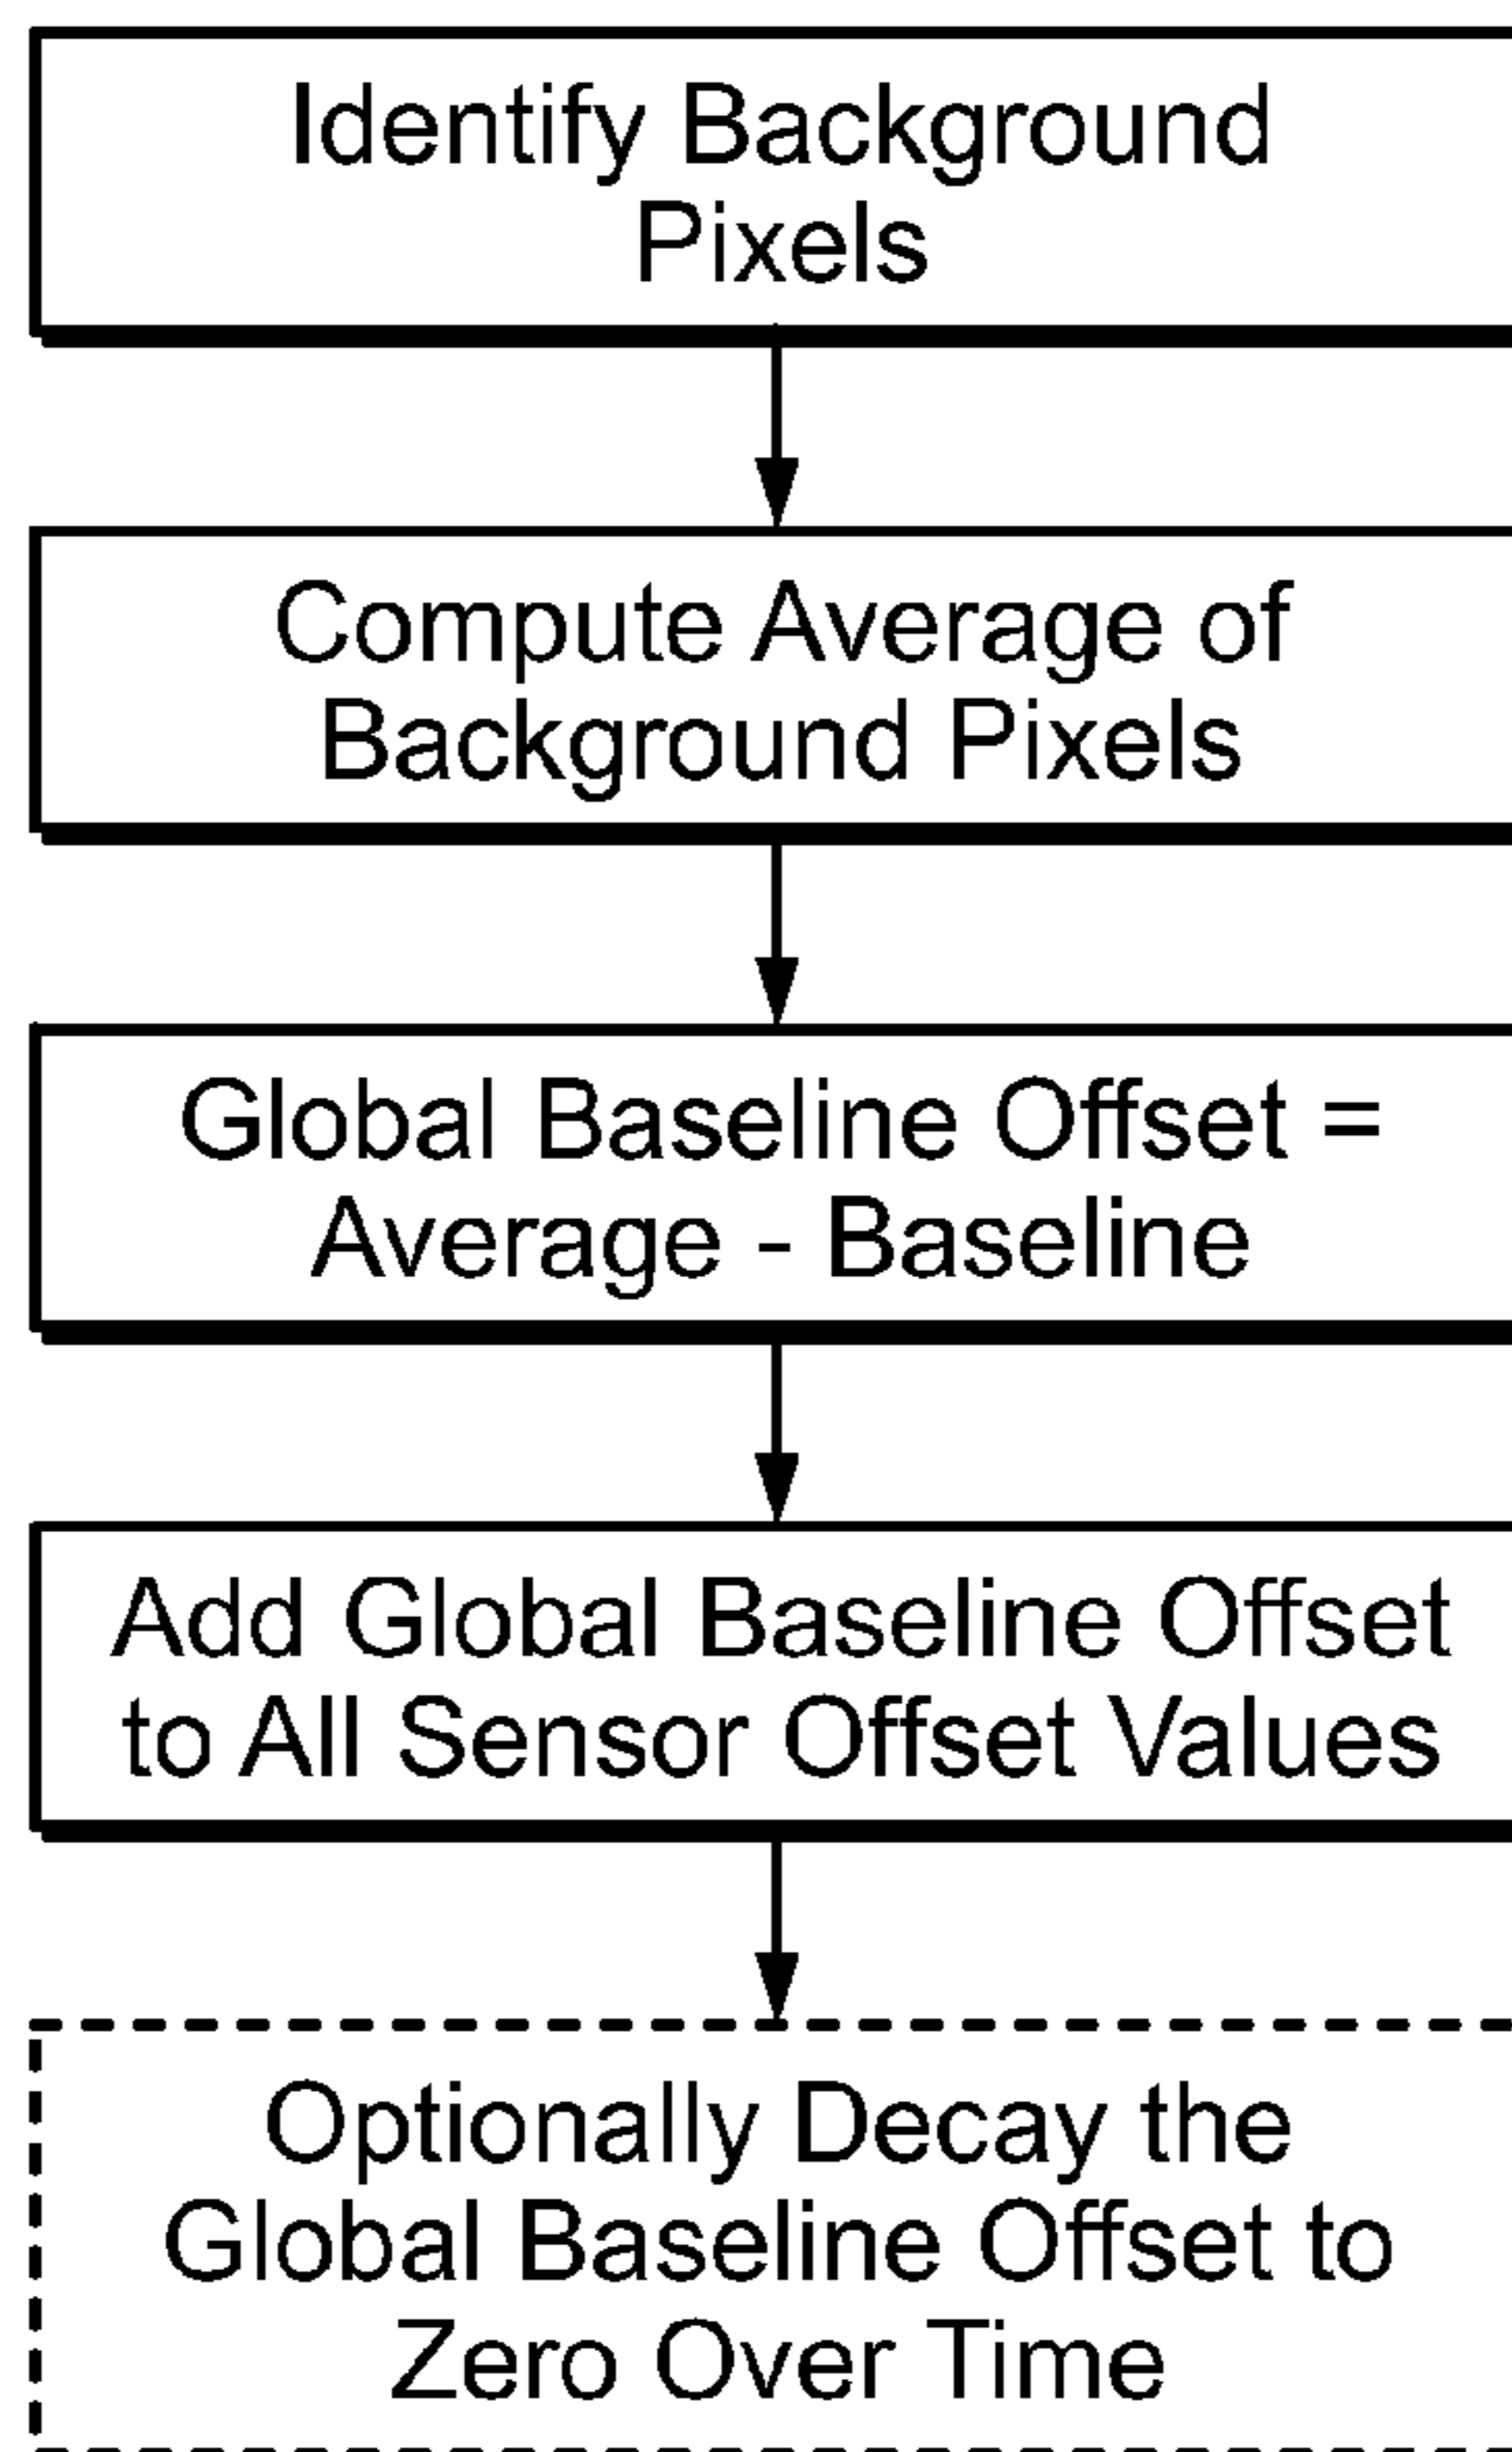 Identify Background
Pixels
Compute Average of
Background Pixels
Global Baseline Offset =
Average - Baseline
Add Global Baseline Offset
to All Sensor Offset Values
Optionally Decay the
Global Baseline Offset to
Zero Over Time